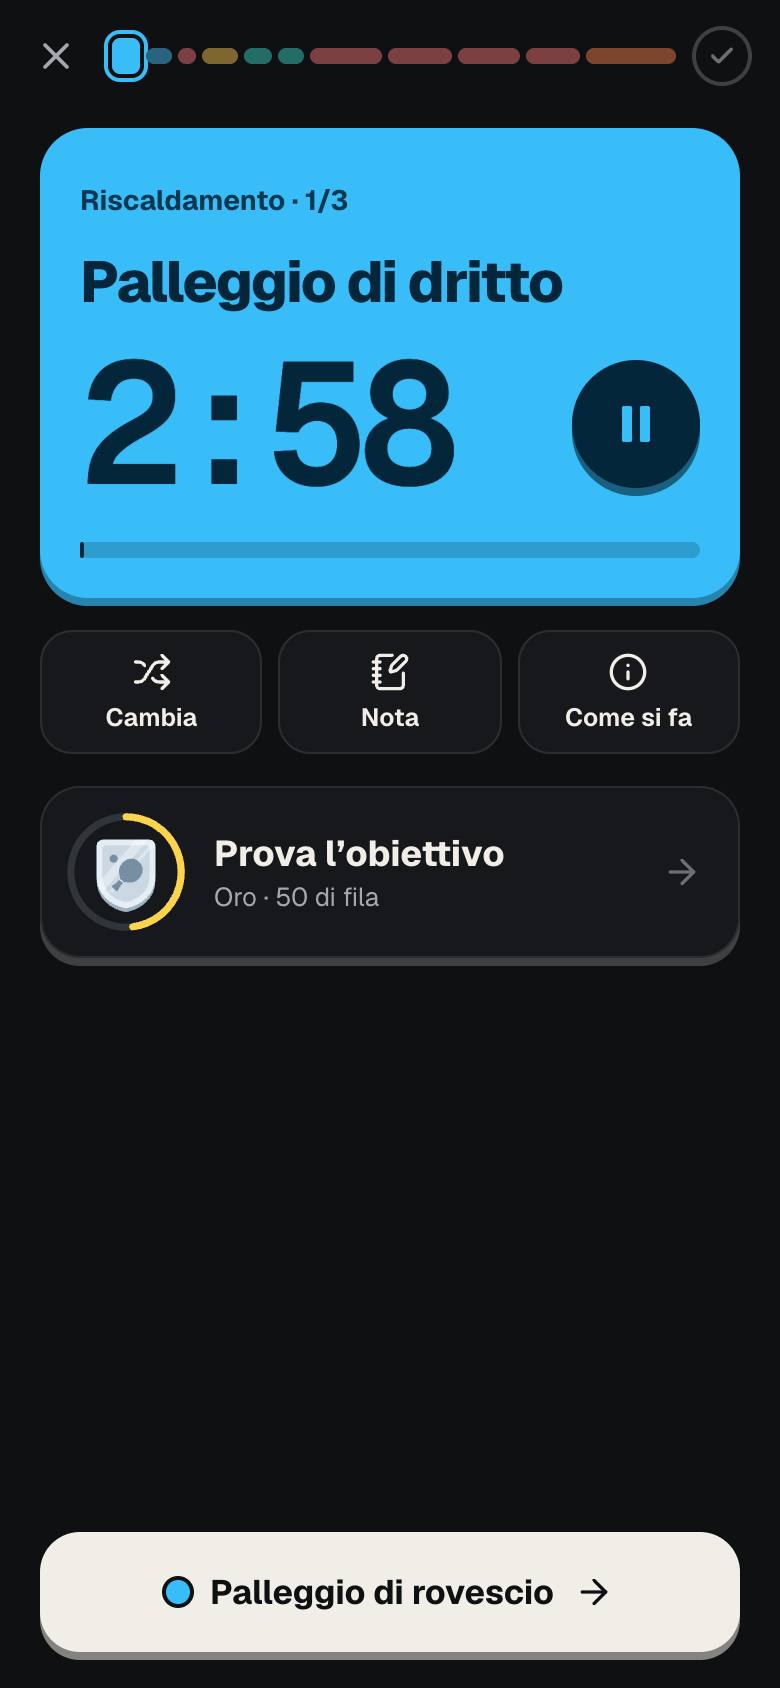 Riscaldamento · 1/3
Palleggio di dritto
2:58
Cambia
Nota
Come si fa
Prova l’obiettivo
Oro · 50 di fila
Palleggio di rovescio